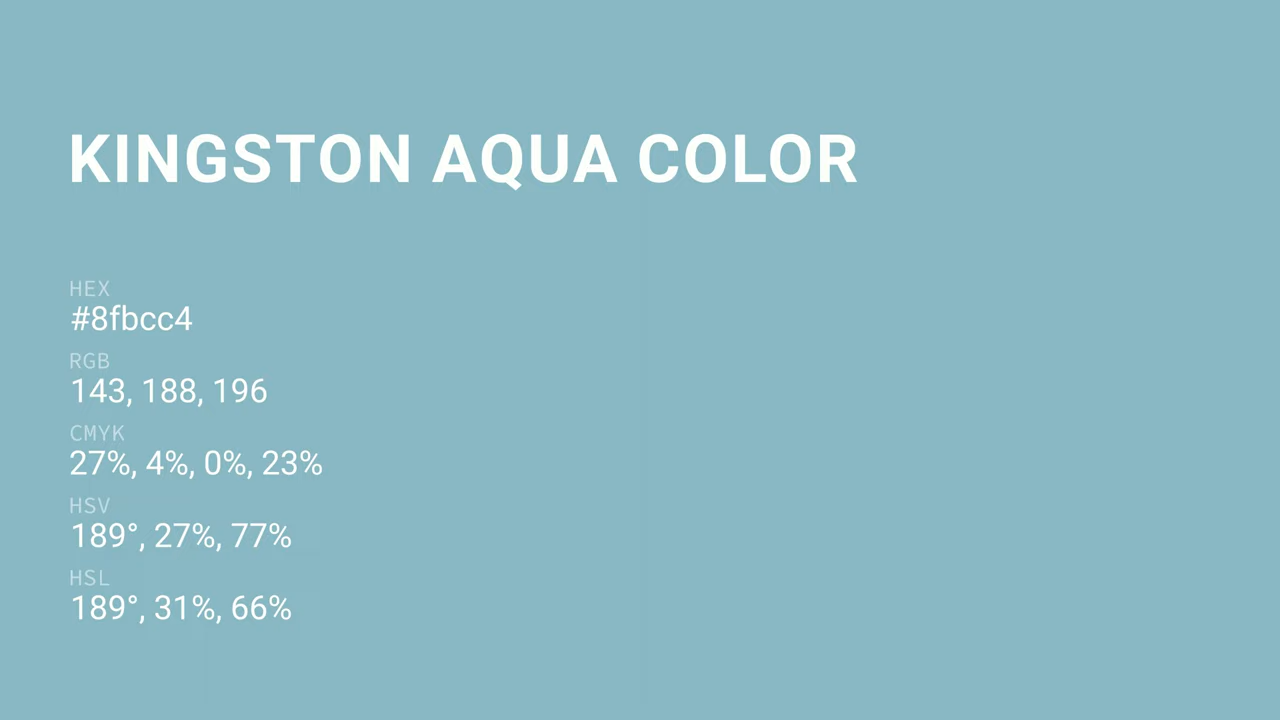 KINGSTON AQUA COLOR
HEX
#8fbcc4
RGB
143, 188, 196
CMYK
27%, 4%, 0%, 23%
HSV
189°, 27%, 77%
HSL
189°, 31%, 66%